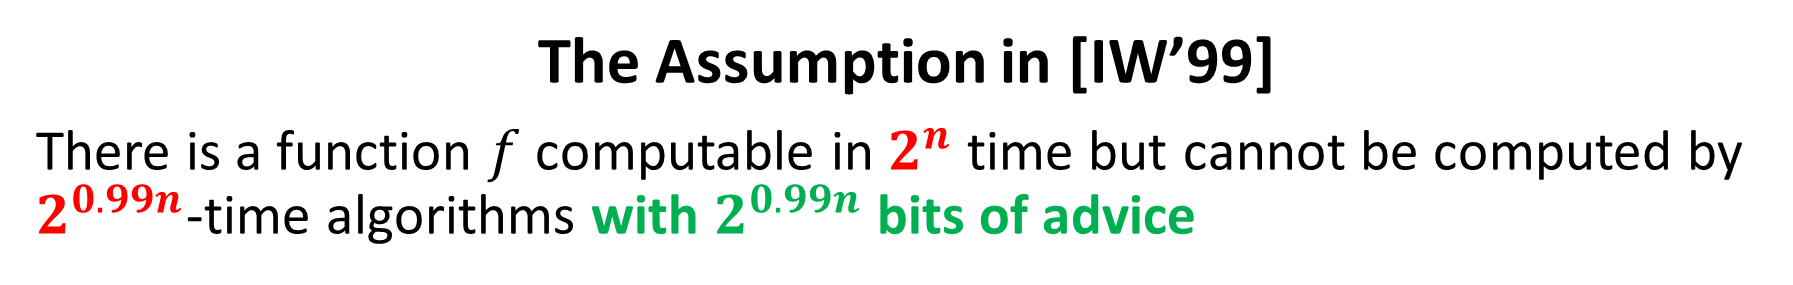 The Assumption in [IW’99]
There is a function 𝑓 computable in 𝟐ⁿ time but cannot be computed by
𝟐^𝟎.𝟗𝟗𝒏-time algorithms with 𝟐^𝟎.𝟗𝟗𝒏 bits of advice